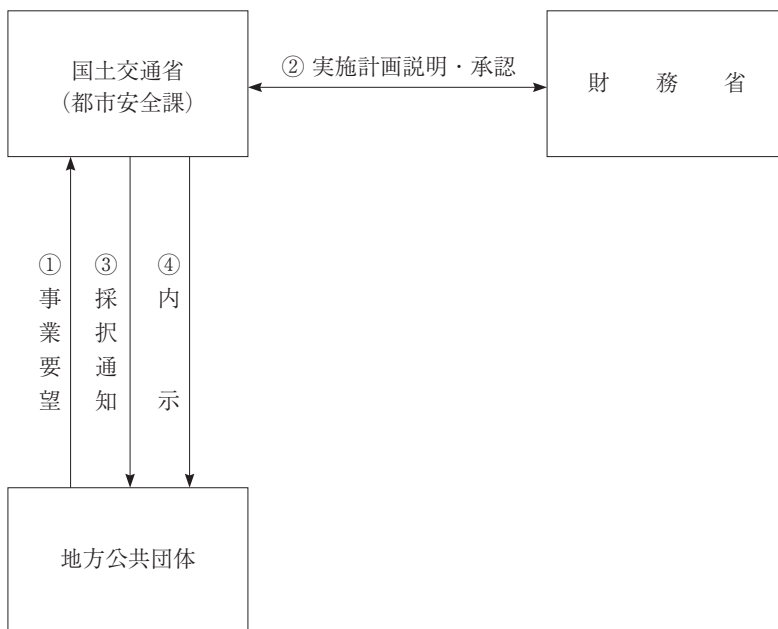 国土交通省
(都市安全課)
② 実施計画説明・承認
財 務 省
①事業要望
③採択通知
④内 示
地方公共団体